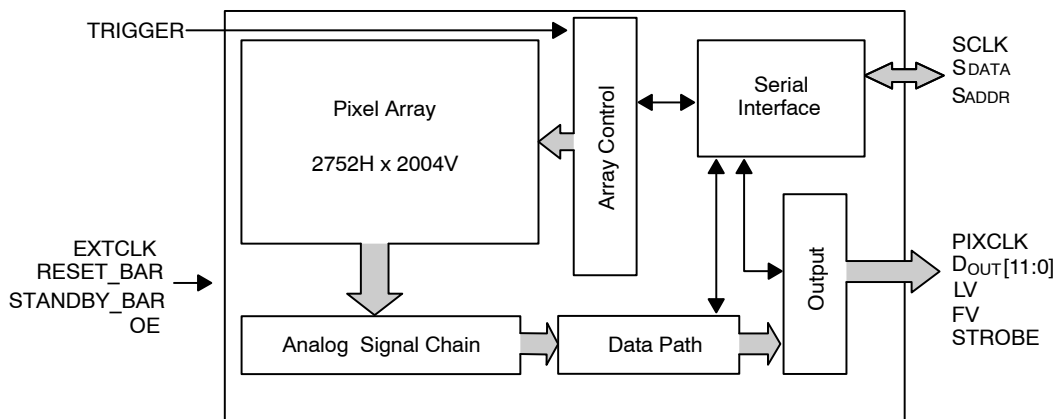 TRIGGER
Pixel Array
2752H x 2004V
Array Control
Serial
Interface
SCLK
SDATA
SADDR
EXTCLK
RESET_BAR
STANDBY_BAR
OE
Analog Signal Chain
Data Path
Output
PIXCLK
DOUT[11:0]
LV
FV
STROBE